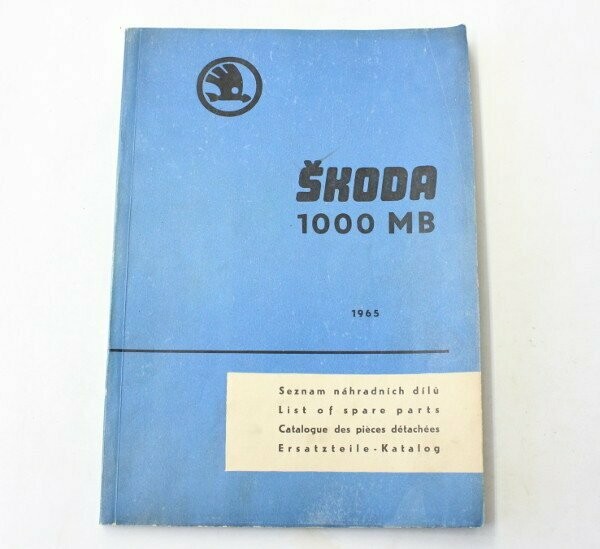 ŠKODA
1000 MB
1965
Seznam náhradních dílů
List of spare parts
Catalogue des pièces détachées
Ersatzteile-Katalog